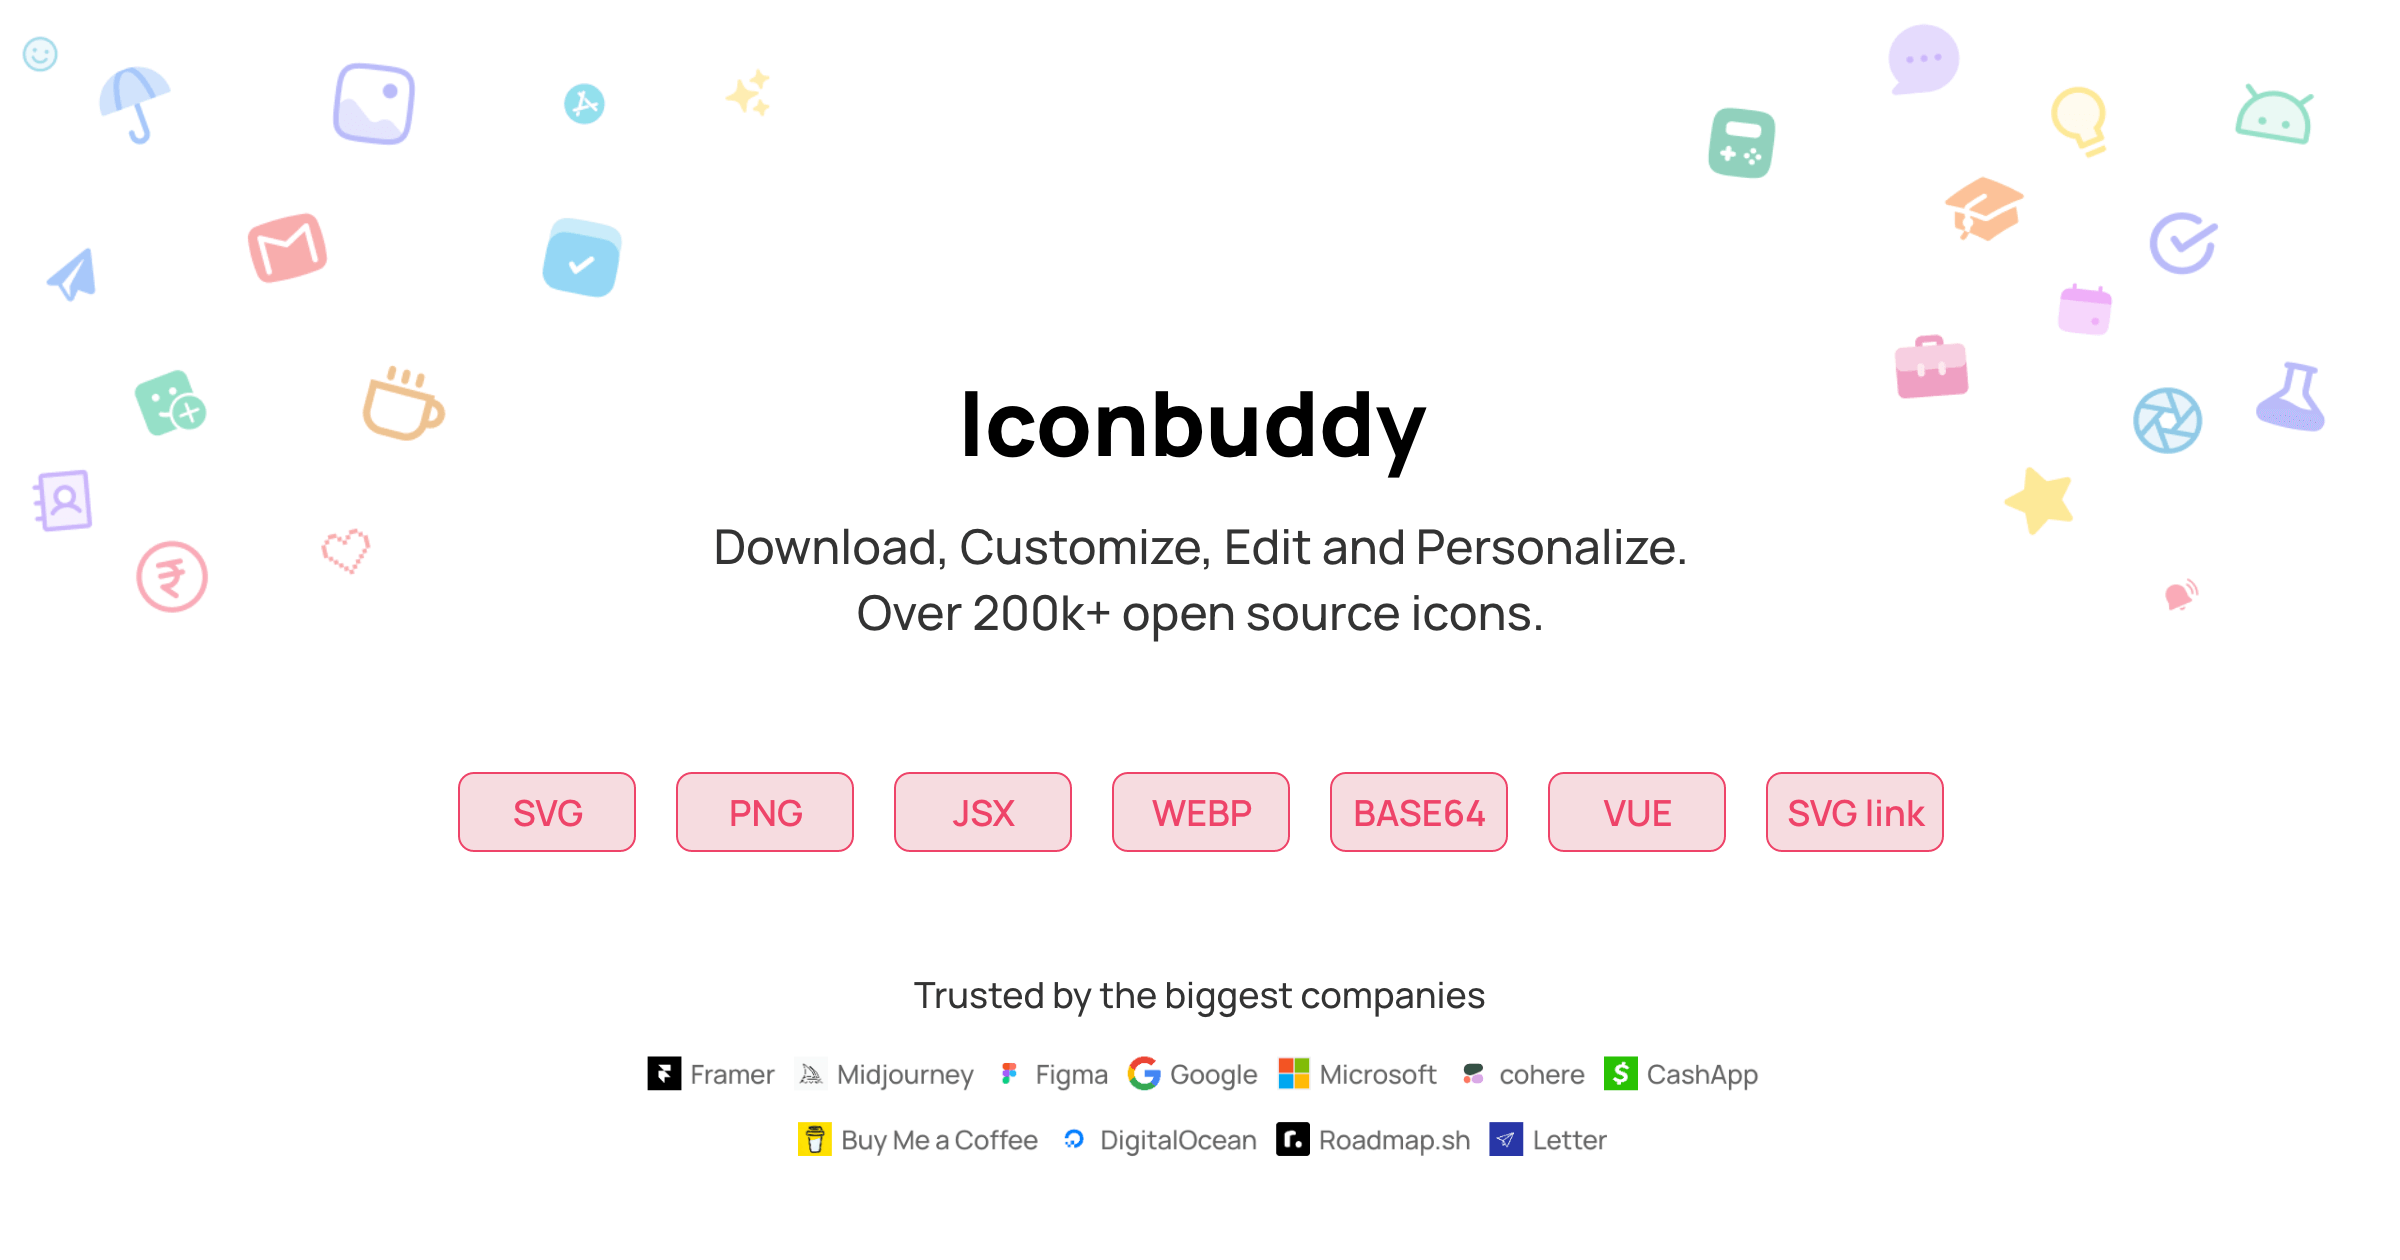 Iconbuddy
Download, Customize, Edit and Personalize.
Over 200k+ open source icons.
SVG PNG JSX WEBP BASE64 VUE SVG link
Trusted by the biggest companies
Framer Midjourney Figma Google Microsoft cohere CashApp
Buy Me a Coffee DigitalOcean Roadmap.sh Letter